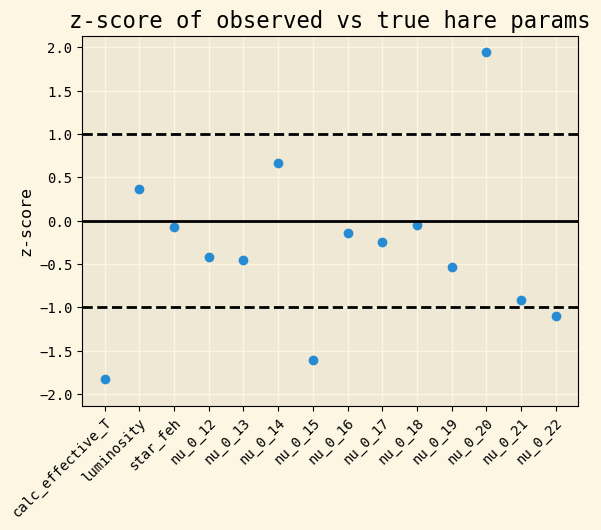 z-score of observed vs true hare params
z-score
2.0
1.5
1.0
0.5
0.0
−0.5
−1.0
−1.5
−2.0
calc_effective_T
luminosity
star_feh
nu_0_12
nu_0_13
nu_0_14
nu_0_15
nu_0_16
nu_0_17
nu_0_18
nu_0_19
nu_0_20
nu_0_21
nu_0_22